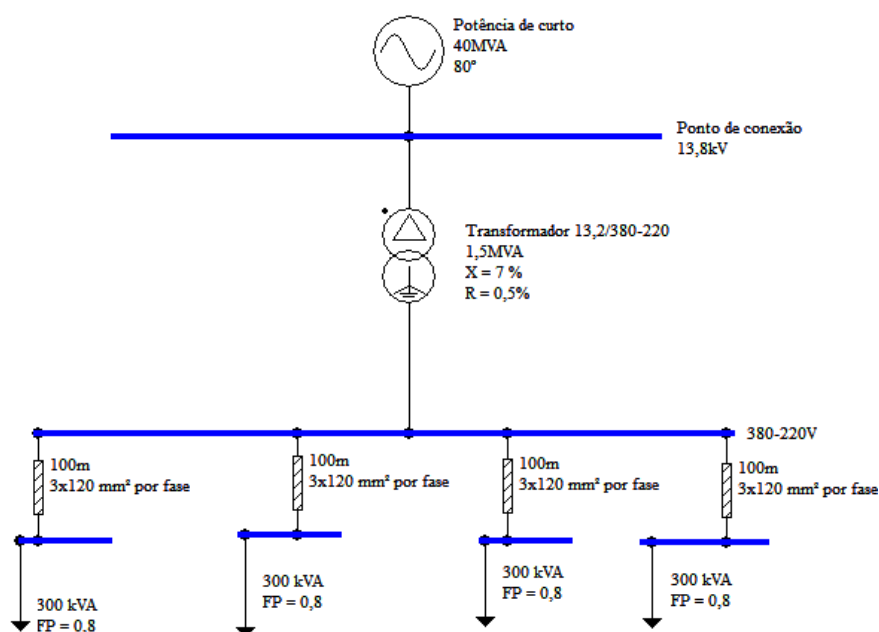 Potência de curto
40MVA
80°
Ponto de conexão
13,8kV
Transformador 13,2/380-220
1,5MVA
X = 7 %
R = 0,5%
380-220V
100m
3x120 mm² por fase
100m
3x120 mm² por fase
100m
3x120 mm² por fase
100m
3x120 mm² por fase
300 kVA
FP = 0,8
300 kVA
FP = 0,8
300 kVA
FP = 0,8
300 kVA
FP = 0,8